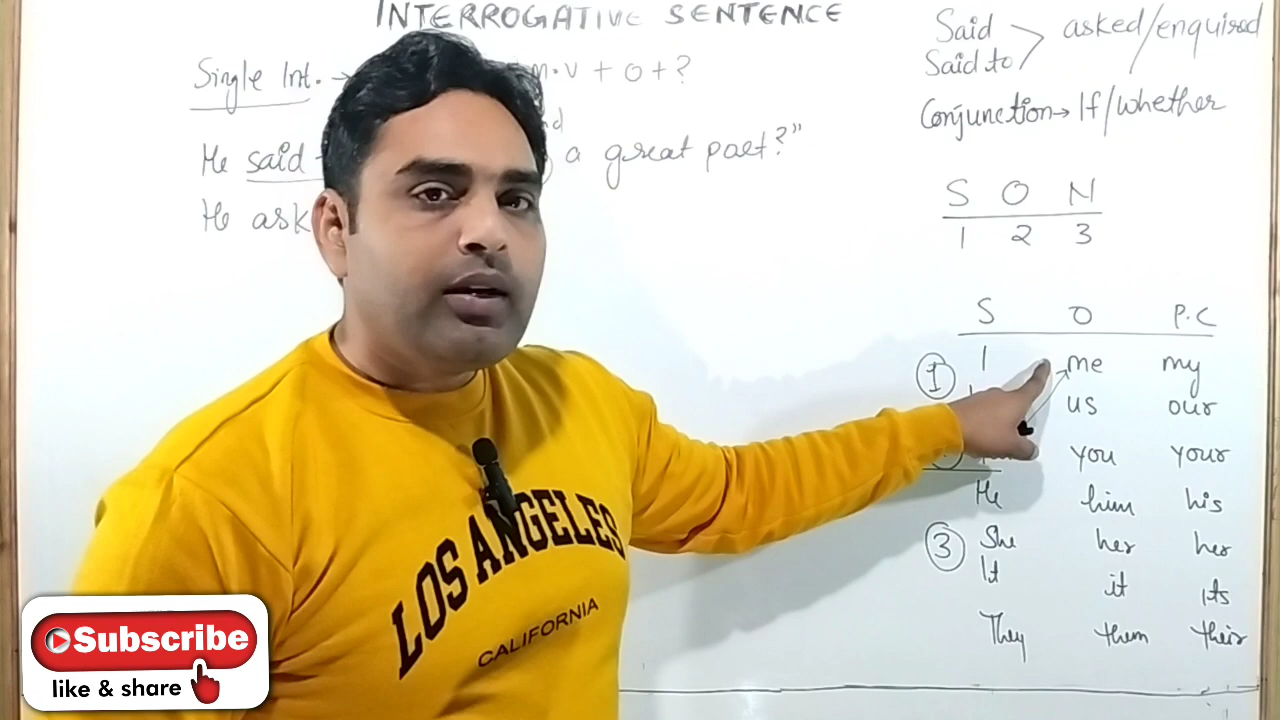 INTERROGATIVE SENTENCE
Single Int. → m.v + O + ?
He said a great poet?"
He ask
Said
Said to
asked/enquired
Conjunction → If/whether
S O N
1 2 3
S O P.C
1 I me my
us our
you your
He him his
3 She her her
It it its
They them their
LOS ANGELES
CALIFORNIA
Subscribe
like & share